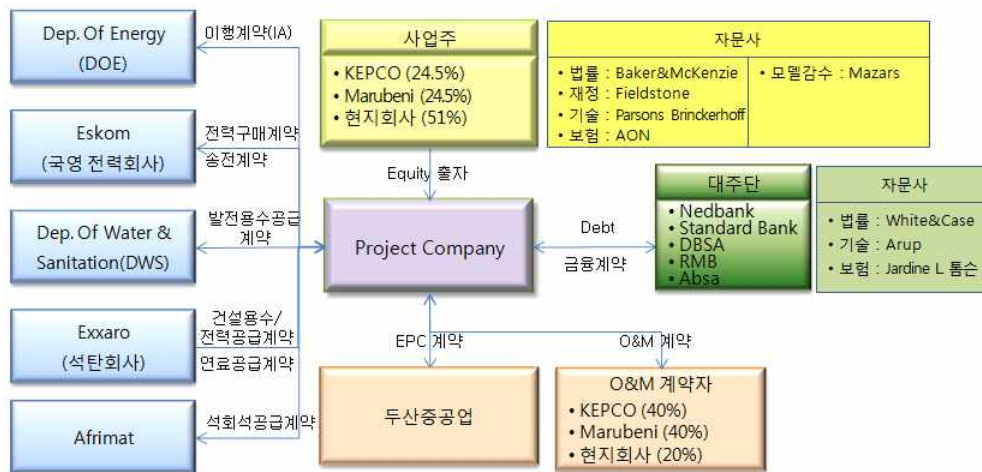 Dep. Of Energy
(DOE)
이행계약(IA)
Eskom
(국영 전력회사)
전력구매계약
송전계약
Dep. Of Water &
Sanitation(DWS)
발전용수공급
계약
Exxaro
(석탄회사)
건설용수/
전력공급계약
연료공급계약
Afrimat
석회석공급계약
사업주
• KEPCO (24.5%)
• Marubeni (24.5%)
• 현지회사 (51%)
Equity 출자
자문사
• 법률 : Baker&McKenzie
• 재정 : Fieldstone
• 기술 : Parsons Brinckerhoff
• 보험 : AON
• 모델감수 : Mazars
Project Company
Debt
금융계약
대주단
• Nedbank
• Standard Bank
• DBSA
• RMB
• Absa
자문사
• 법률 : White&Case
• 기술 : Arup
• 보험 : Jardine L 톰슨
EPC 계약
O&M 계약
두산중공업
O&M 계약자
• KEPCO (40%)
• Marubeni (40%)
• 현지회사 (20%)